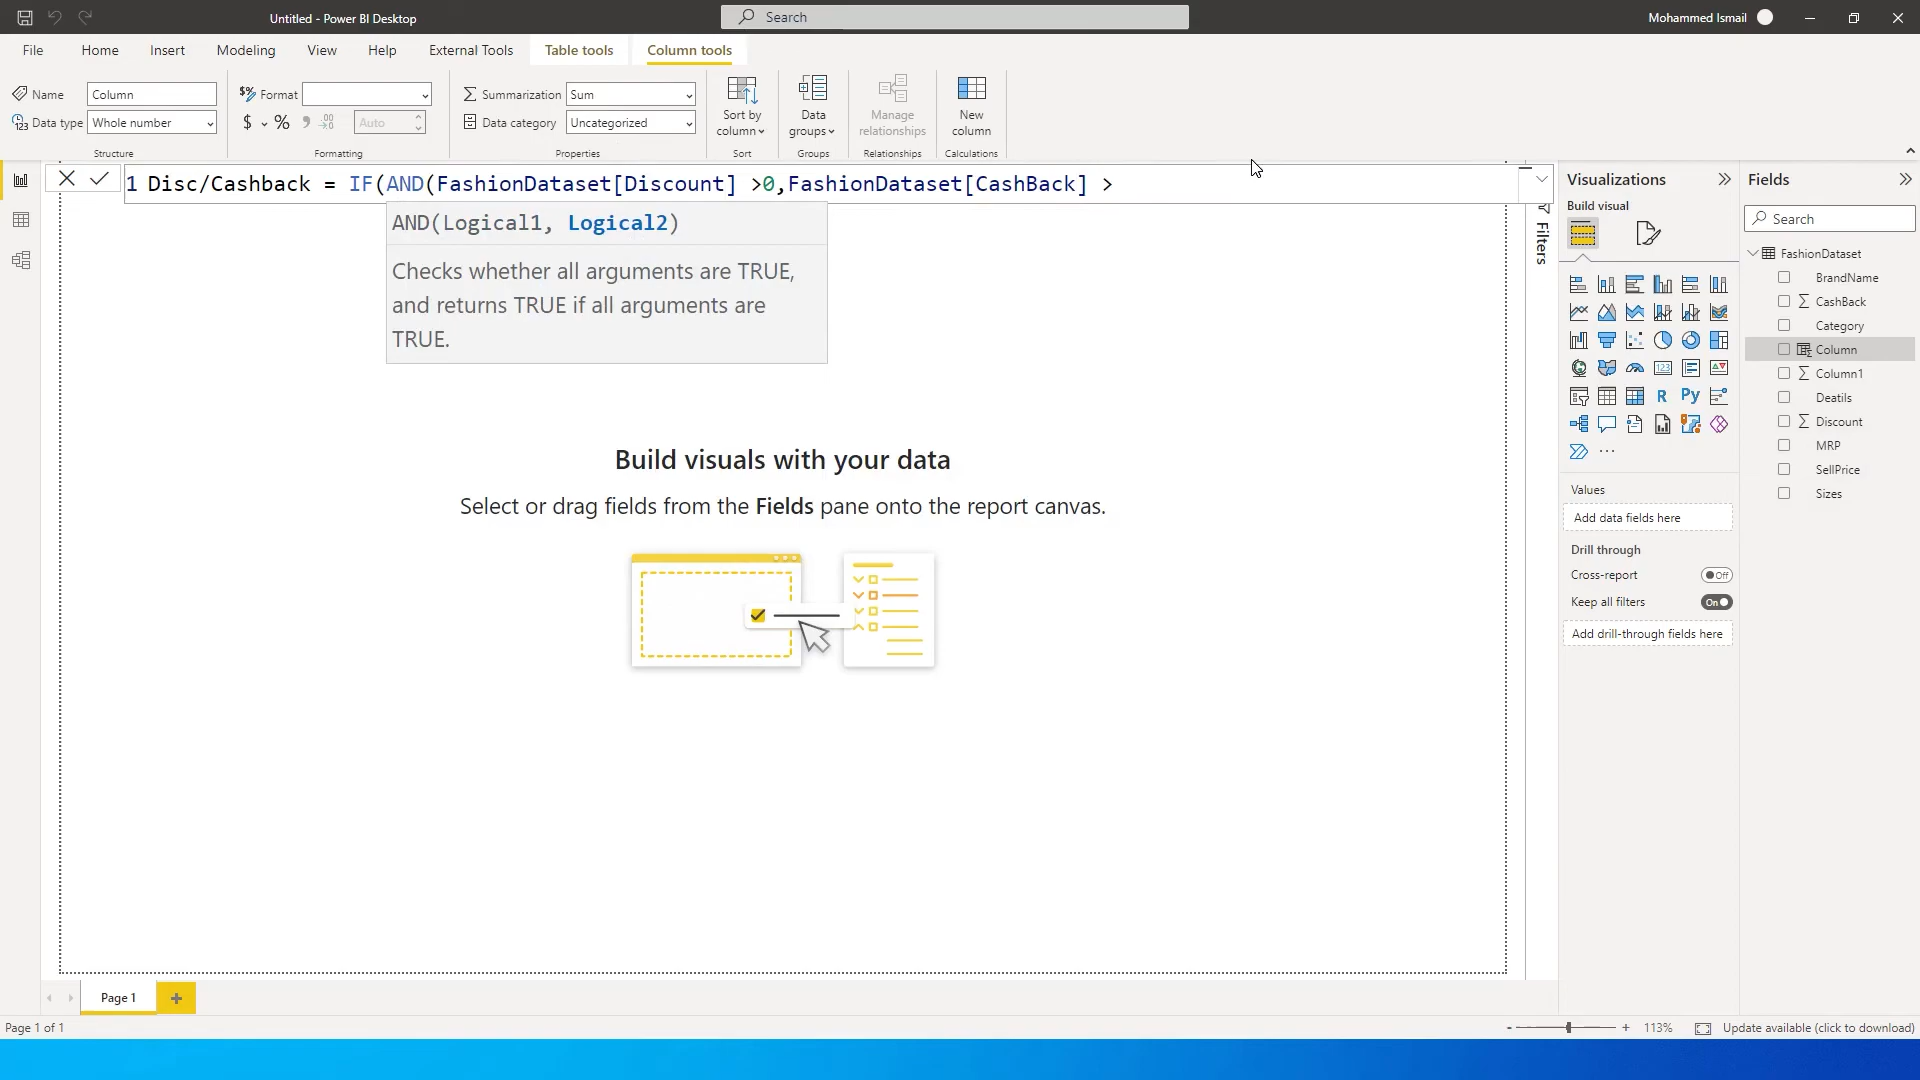 Untitled - Power BI Desktop
Search
Mohammed Ismail
File
Home
Insert
Modeling
View
Help
External Tools
Table tools
Column tools
Name
Column
Format
Summarization
Sum
Sort by
column
Data
groups
Manage
relationships
New
column
Data type
Whole number
$
%
Auto
Data category
Uncategorized
Structure
Formatting
Properties
Sort
Groups
Relationships
Calculations
1 Disc/Cashback = IF(AND(FashionDataset[Discount] >0,FashionDataset[CashBack] >
AND(Logical1, Logical2)
Checks whether all arguments are TRUE,
and returns TRUE if all arguments are
TRUE.
Build visuals with your data
Select or drag fields from the Fields pane onto the report canvas.
Filters
Visualizations
Build visual
R
Py
123
Values
Add data fields here
Drill through
Cross-report
Off
Keep all filters
On
Add drill-through fields here
Fields
Search
FashionDataset
BrandName
CashBack
Category
Column
Column1
Deatils
Discount
MRP
SellPrice
Sizes
Page 1
Page 1 of 1
- + 113%
Update available (click to download)